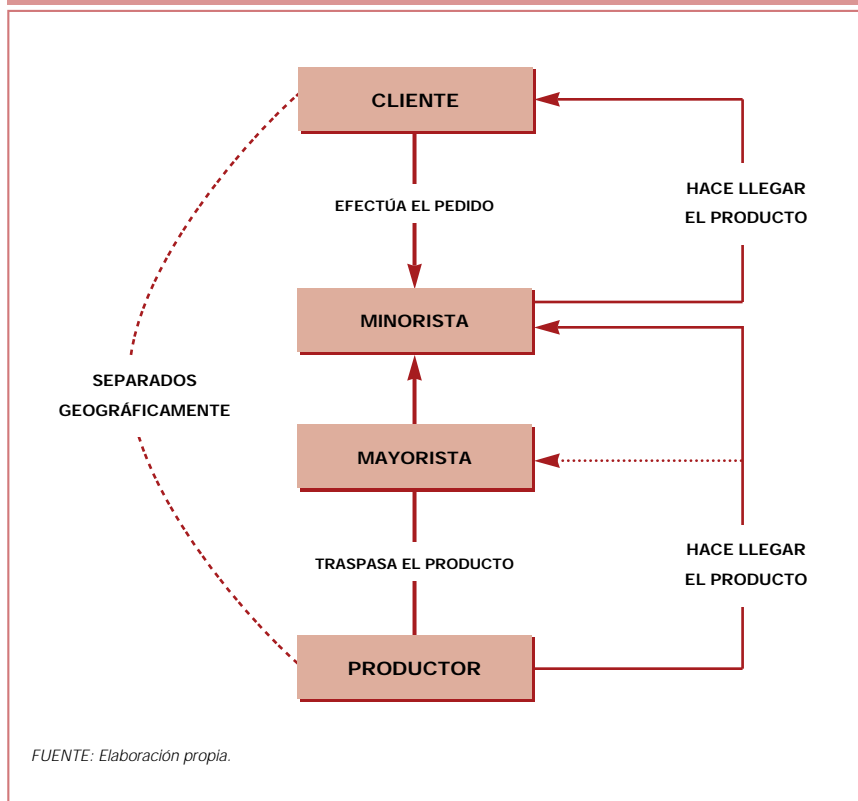 CLIENTE
EFECTÚA EL PEDIDO
HACE LLEGAR
EL PRODUCTO
MINORISTA
SEPARADOS
GEOGRÁFICAMENTE
MAYORISTA
TRASPASA EL PRODUCTO
HACE LLEGAR
EL PRODUCTO
PRODUCTOR
FUENTE: Elaboración propia.